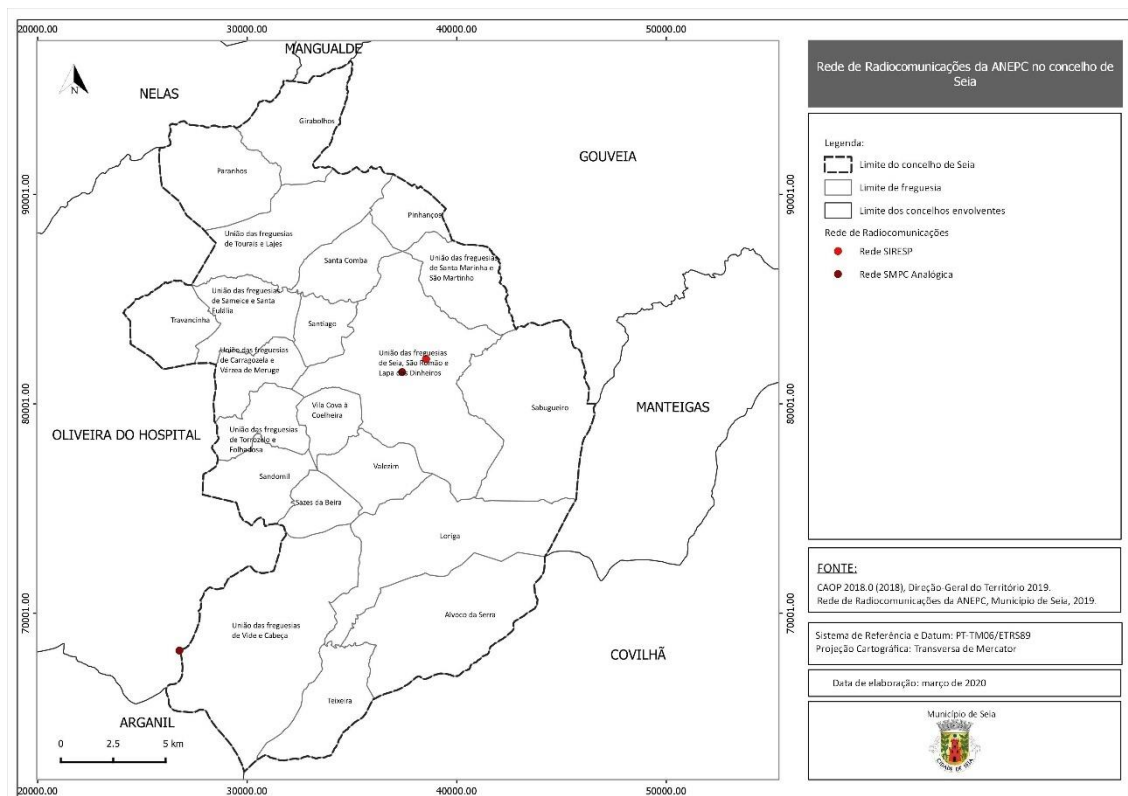 20000.00
30000.00
40000.00
50000.00
MANGUALDE
NELAS
N
Girabolhos
GOUVEIA
Paranhos
90001.00
90001.00
Pinhanços
União das freguesias
de Tourais e Lajes
Santa Comba
União das freguesias
de Santa Marinha e
São Martinho
União das freguesias
de Sameice e Santa
Eulália
Travancinha
Santiago
União das freguesias
de Carragozela e
Várzea de Meruge
União das freguesias
de Seia, São Romão e
Lapa dos Dinheiros
80001.00
80001.00
Sabugueiro
MANTEIGAS
Vila Cova à
Coelheira
OLIVEIRA DO HOSPITAL
União das freguesias
de Torrozelo e
Folhadosa
Valezim
Sandomil
Sazes da Beira
Loriga
70001.00
70001.00
Alvoco da Serra
União das freguesias
de Vide e Cabeça
COVILHÃ
Teixeira
ARGANIL
0 2.5 5 km
20000.00
30000.00
40000.00
50000.00
Rede de Radiocomunicações da ANEPC no concelho de
Seia
Legenda:
Limite do concelho de Seia
Limite de freguesia
Limite dos concelhos envolventes
Rede de Radiocomunicações
Rede SIRESP
Rede SMPC Analógica
FONTE:
CAOP 2018.0 (2018), Direção-Geral do Território 2019.
Rede de Radiocomunicações da ANEPC, Município de Seia, 2019.
Sistema de Referência e Datum: PT-TM06/ETRS89
Projeção Cartográfica: Transversa de Mercator
Data de elaboração: março de 2020
Município de Seia
CIDADE DE SEIA